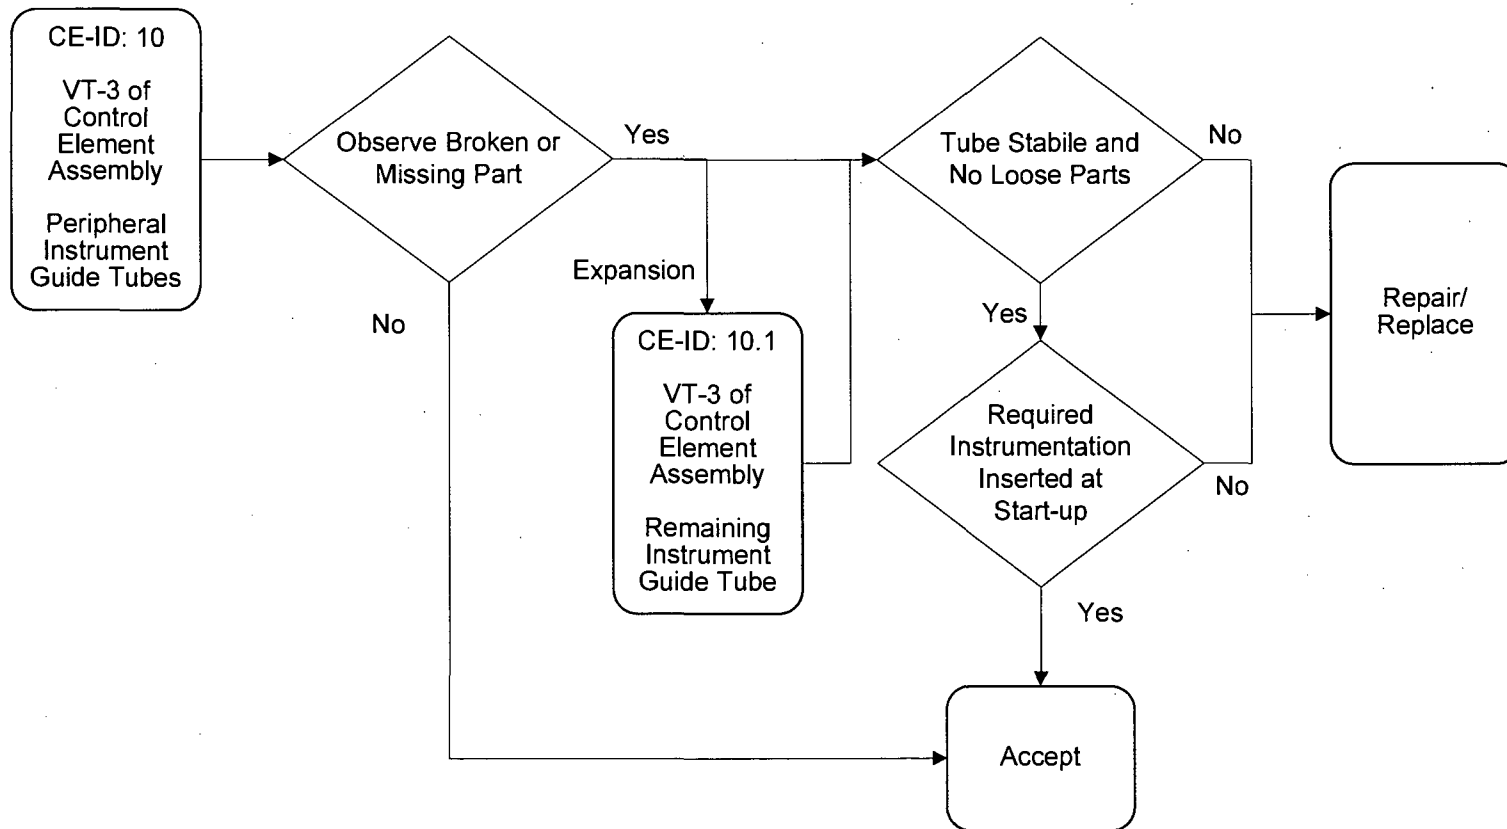 CE-ID: 10
VT-3 of
Control
Element
Assembly
Peripheral
Instrument
Guide Tubes
Observe Broken or
Missing Part
Yes
No
Expansion
CE-ID: 10.1
VT-3 of
Control
Element
Assembly
Remaining
Instrument
Guide Tube
Tube Stabile and
No Loose Parts
No
Yes
Required
Instrumentation
Inserted at
Start-up
No
Yes
Repair/
Replace
Accept